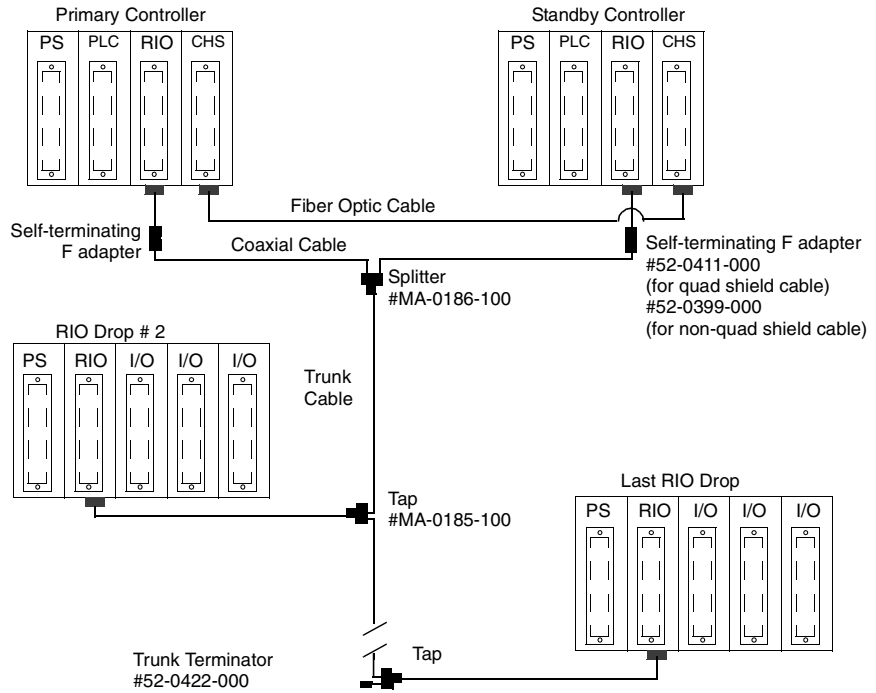 Primary Controller
PS PLC RIO CHS
Standby Controller
PS PLC RIO CHS
Fiber Optic Cable
Self-terminating
F adapter
Coaxial Cable
Self-terminating F adapter
#52-0411-000
(for quad shield cable)
#52-0399-000
(for non-quad shield cable)
Splitter
#MA-0186-100
RIO Drop # 2
PS RIO I/O I/O I/O
Trunk
Cable
Tap
#MA-0185-100
Last RIO Drop
PS RIO I/O I/O I/O
Trunk Terminator
#52-0422-000
Tap